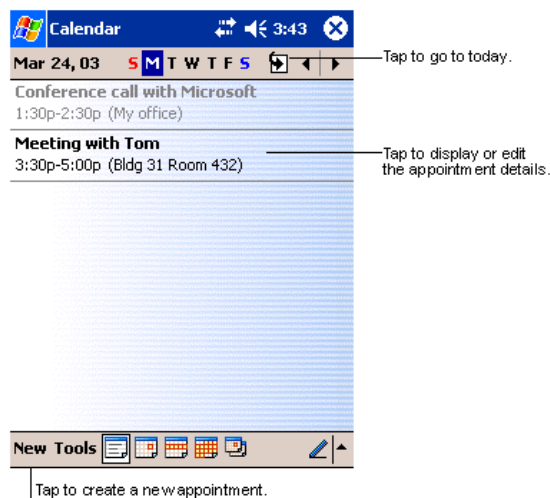 Calendar 3:43
Mar 24, 03 S M T W T F S
Tap to go to today.
Conference call with Microsoft
1:30p-2:30p (My office)
Meeting with Tom
3:30p-5:00p (Bldg 31 Room 432)
Tap to display or edit
the appointment details.
New Tools
Tap to create a new appointment.